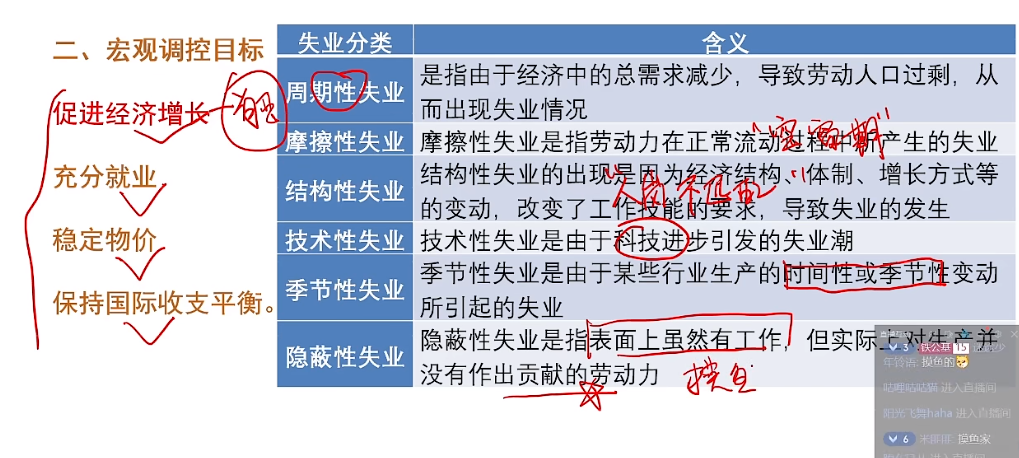 二、宏观调控目标
促进经济增长
充分就业
稳定物价
保持国际收支平衡。
失业分类 含义
周期性失业 是指由于经济中的总需求减少，导致劳动人口过剩，从
而出现失业情况
摩擦性失业 摩擦性失业是指劳动力在正常流动过程中所产生的失业
"空窗期"
结构性失业 结构性失业的出现是因为经济结构、体制、增长方式等
的变动，改变了工作技能的要求，导致失业的发生
"人岗不匹配"
技术性失业 技术性失业是由于科技进步引发的失业潮
季节性失业 季节性失业是由于某些行业生产的时间性或季节性变动
所引起的失业
隐蔽性失业 隐蔽性失业是指表面上虽然有工作，但实际上对生产并
没有作出贡献的劳动力
摸鱼
3 铁公基 15
年铃语: 摸鱼的
咕哩咕咕猫 进入直播间
阳光飞舞haha 进入直播间
6 摸鱼家